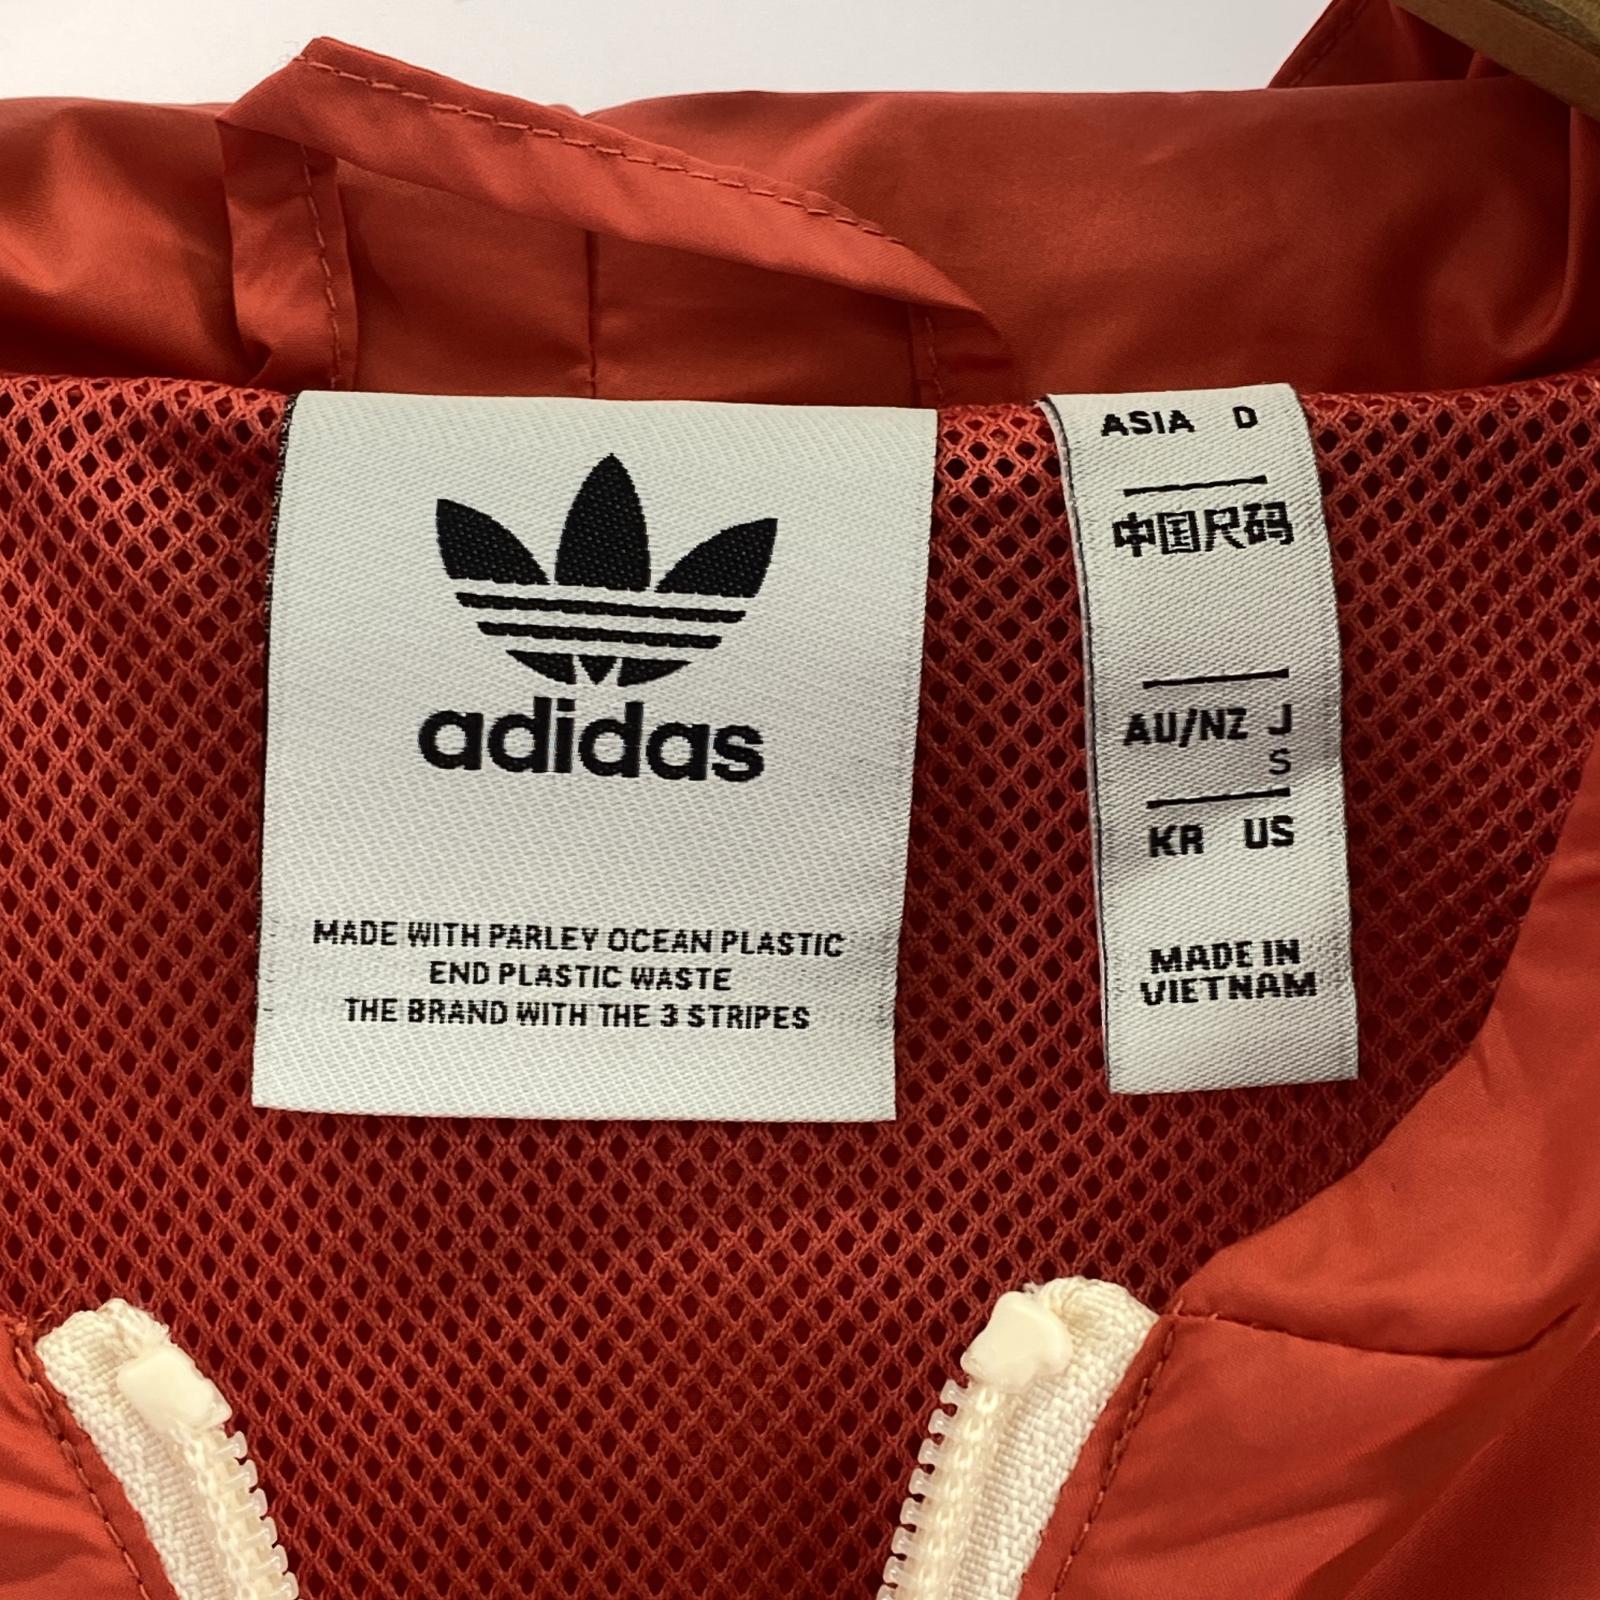 adidas
MADE WITH PARLEY OCEAN PLASTIC
END PLASTIC WASTE
THE BRAND WITH THE 3 STRIPES
ASIA D
中国尺码
AU/NZ J
S
KR US
MADE IN
VIETNAM